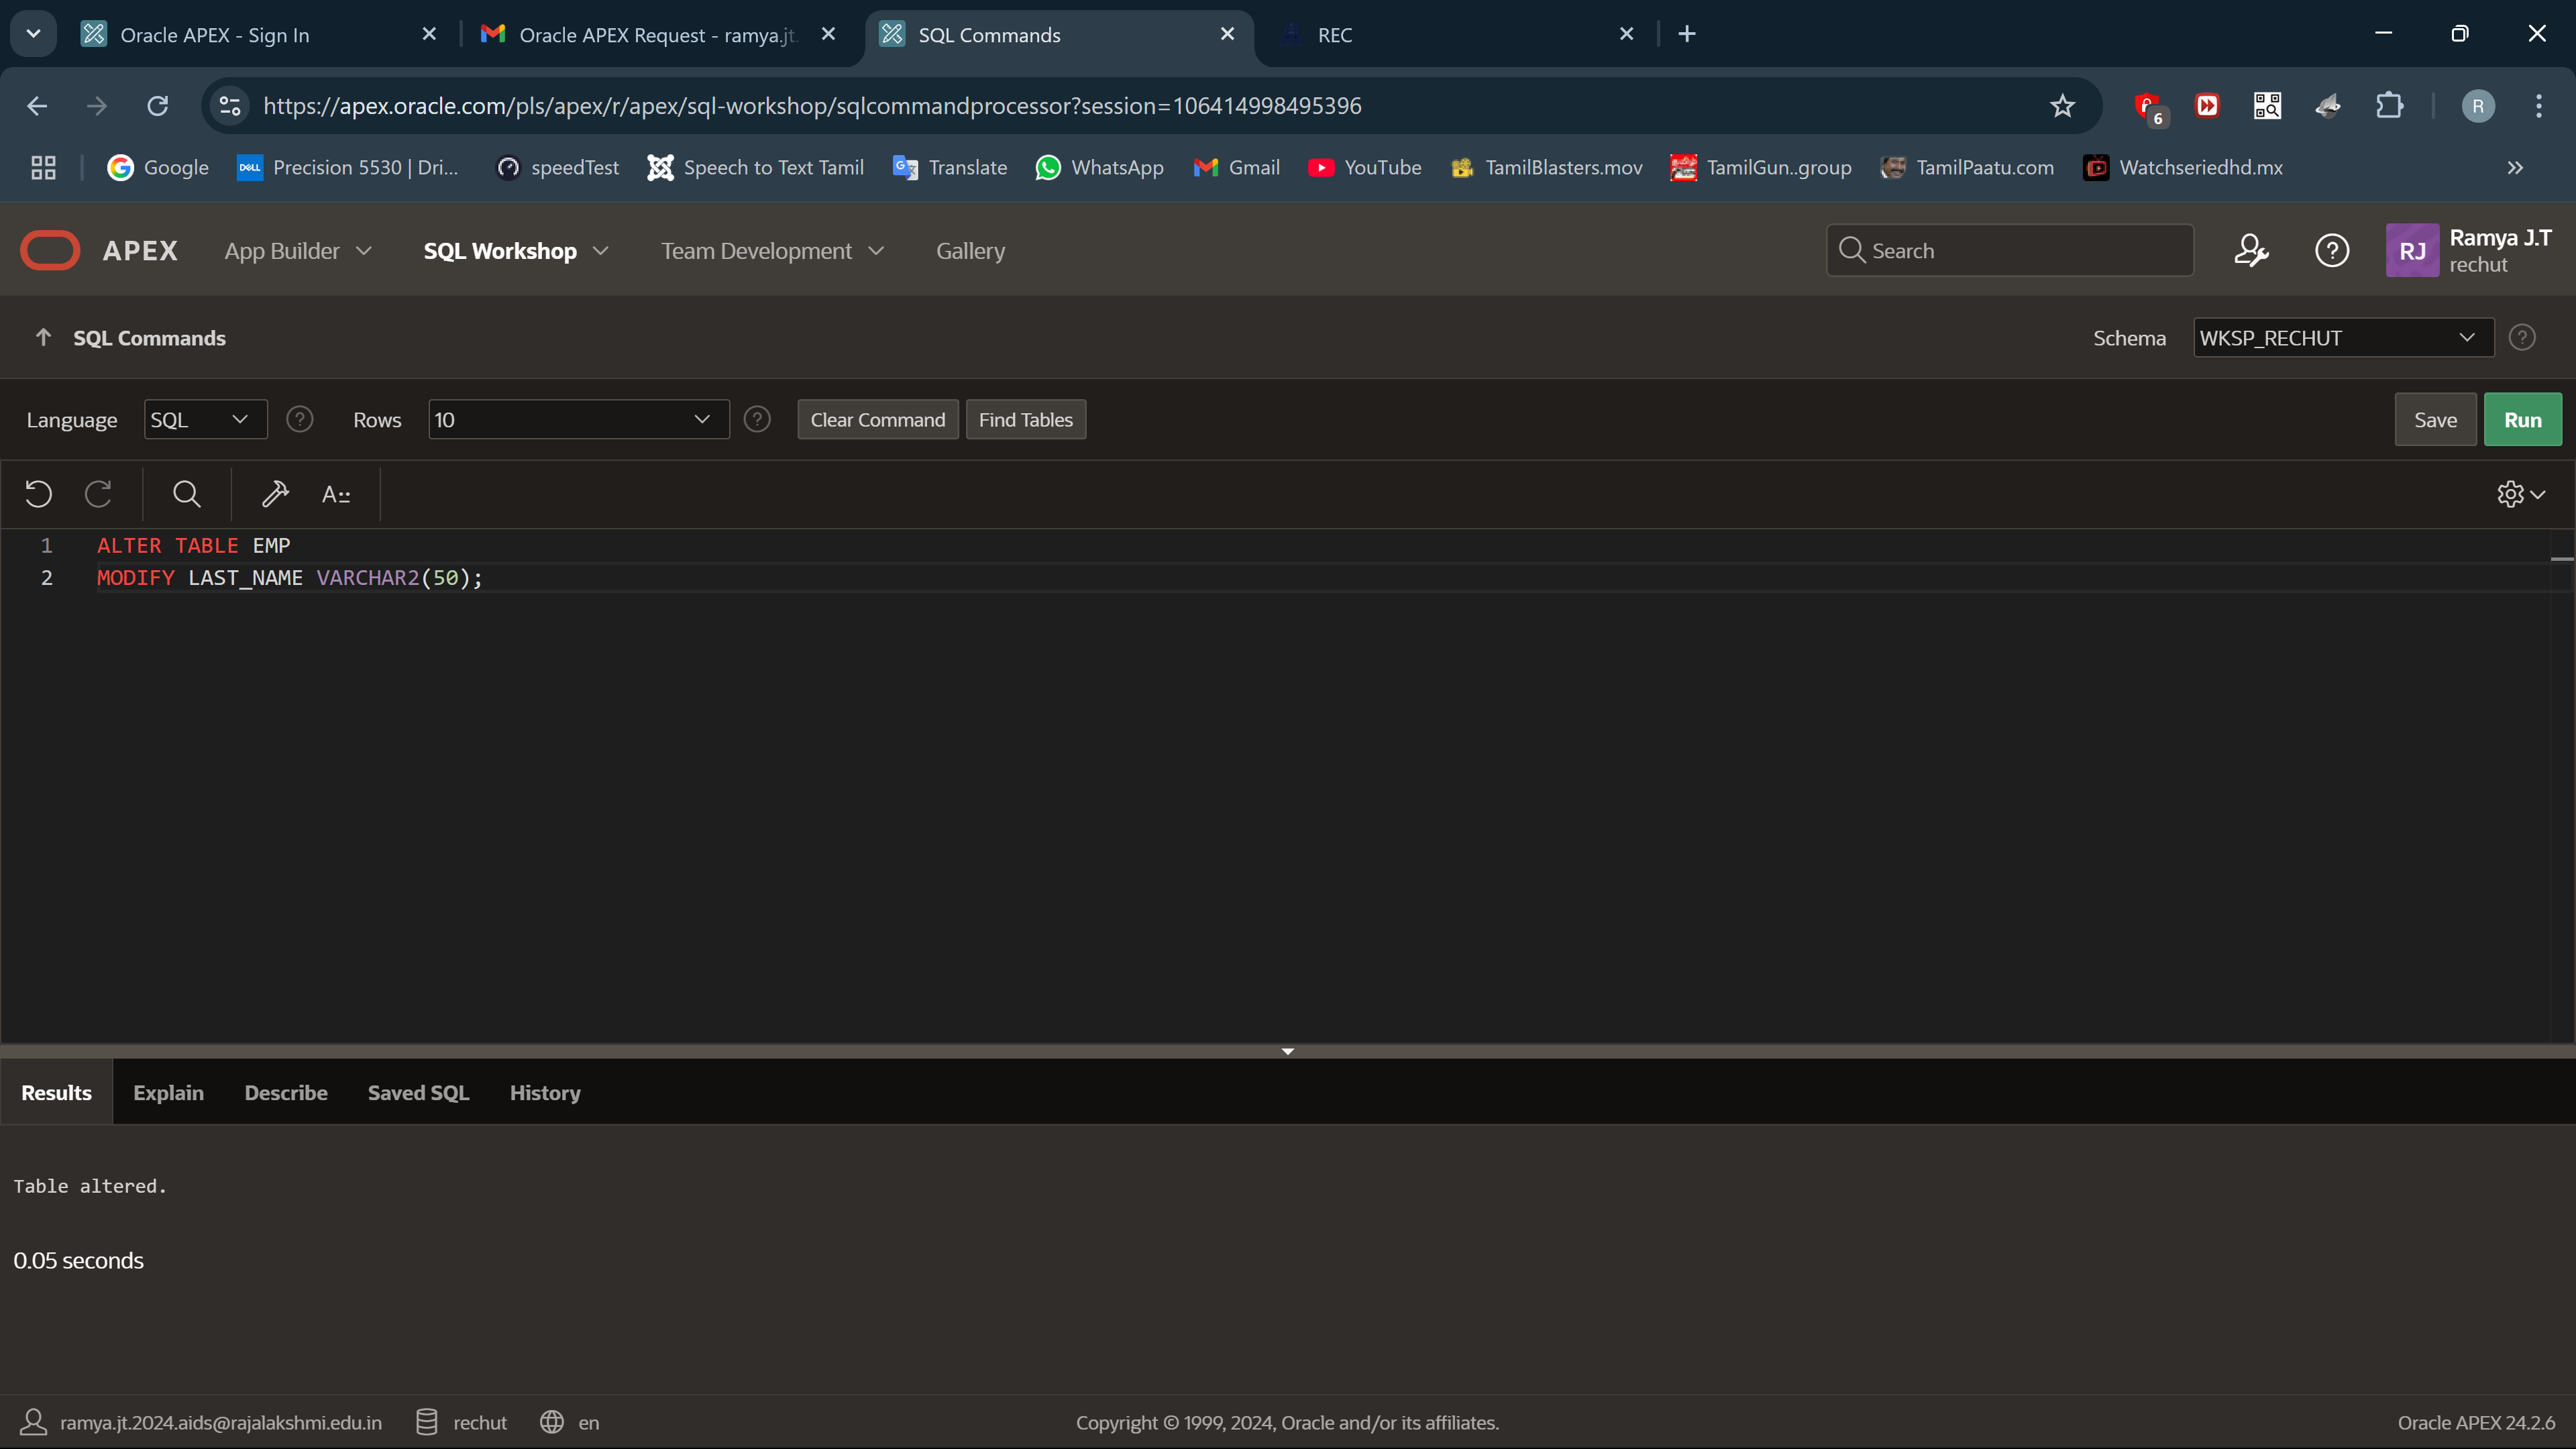 Oracle APEX - Sign In
Oracle APEX Request - ramya.jt.
SQL Commands
REC
https://apex.oracle.com/pls/apex/r/apex/sql-workshop/sqlcommandprocessor?session=106414998495396
6
R
Google
DELL
Precision 5530 | Dri...
speedTest
Speech to Text Tamil
Translate
WhatsApp
Gmail
YouTube
TamilBlasters.mov
TamilGun..group
TamilPaatu.com
Watchseriedhd.mx
APEX
App Builder
SQL Workshop
Team Development
Gallery
Search
RJ
Ramya J.T
rechut
SQL Commands
Schema
WKSP_RECHUT
Language
SQL
Rows
10
Clear Command
Find Tables
Save
Run
1 ALTER TABLE EMP
2 MODIFY LAST_NAME VARCHAR2(50);
Results
Explain
Describe
Saved SQL
History
Table altered.
0.05 seconds
ramya.jt.2024.aids@rajalakshmi.edu.in
rechut
en
Copyright © 1999, 2024, Oracle and/or its affiliates.
Oracle APEX 24.2.6